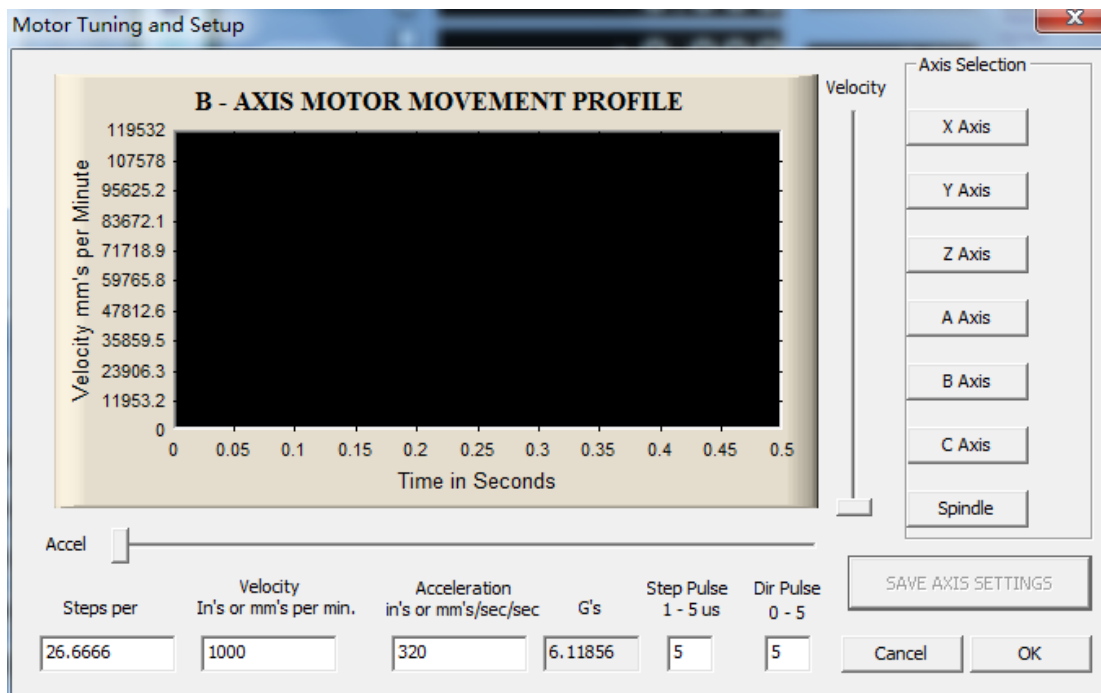 Motor Tuning and Setup
B - AXIS MOTOR MOVEMENT PROFILE
Velocity mm's per Minute
119532
107578
95625.2
83672.1
71718.9
59765.8
47812.6
35859.5
23906.3
11953.2
0
0 0.05 0.1 0.15 0.2 0.25 0.3 0.35 0.4 0.45 0.5
Time in Seconds
Velocity
Axis Selection
X Axis
Y Axis
Z Axis
A Axis
B Axis
C Axis
Spindle
Accel
Steps per
Velocity
In's or mm's per min.
Acceleration
in's or mm's/sec/sec
G's
Step Pulse
1 - 5 us
Dir Pulse
0 - 5
26.6666 1000 320 6.11856 5 5
SAVE AXIS SETTINGS
Cancel OK